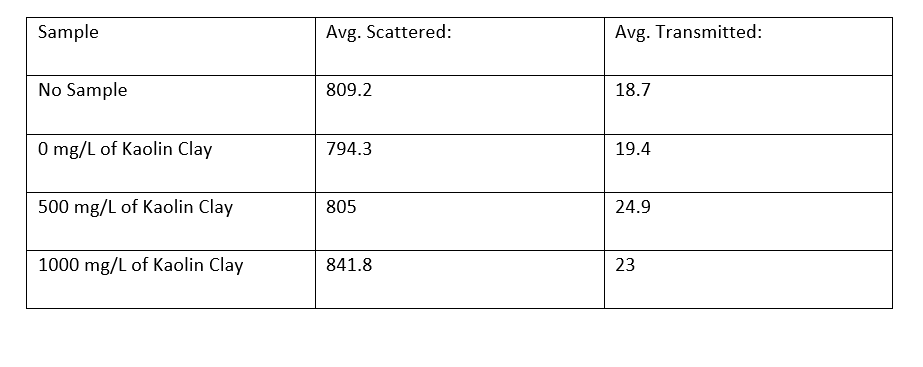 Sample Avg. Scattered: Avg. Transmitted:
No Sample 809.2 18.7
0 mg/L of Kaolin Clay 794.3 19.4
500 mg/L of Kaolin Clay 805 24.9
1000 mg/L of Kaolin Clay 841.8 23